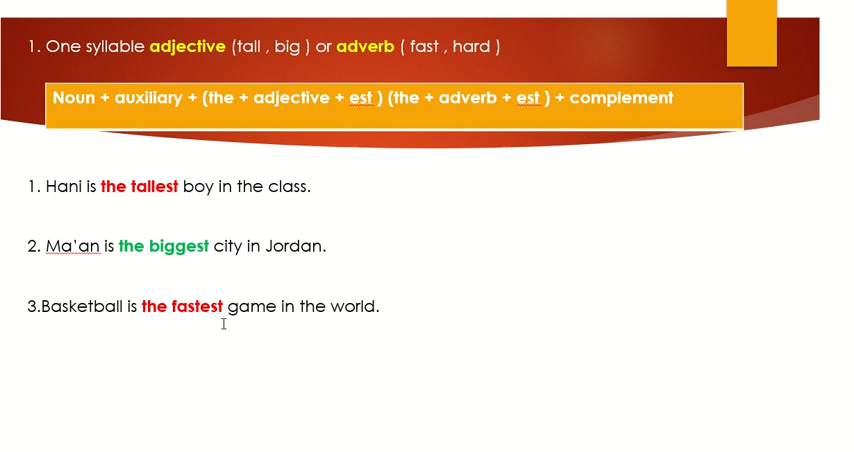 1. One syllable adjective (tall , big ) or adverb ( fast , hard )
Noun + auxiliary + (the + adjective + est ) (the + adverb + est ) + complement
1. Hani is the tallest boy in the class.
2. Ma’an is the biggest city in Jordan.
3.Basketball is the fastest game in the world.